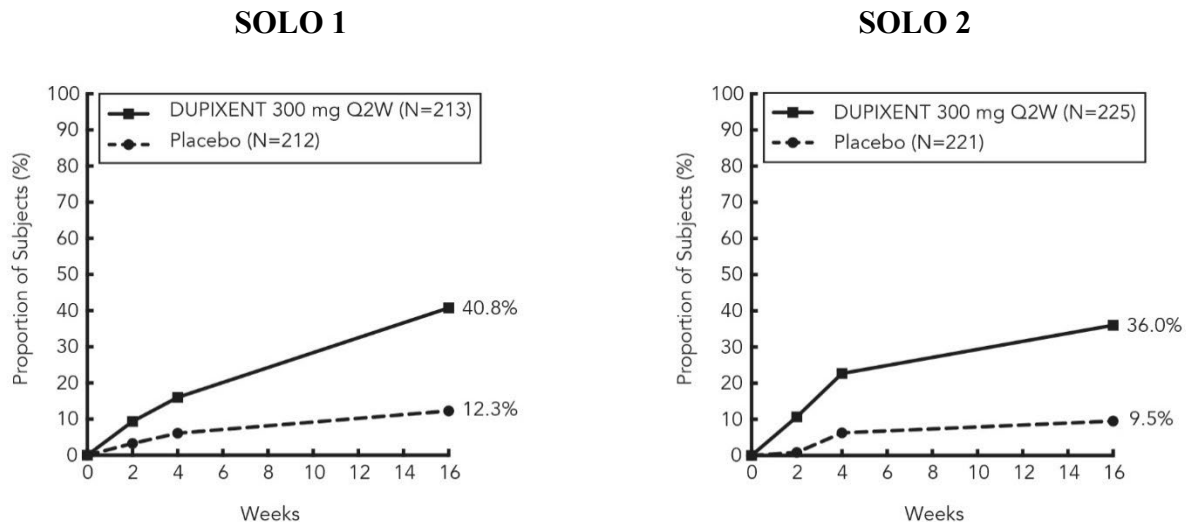 SOLO 1
DUPIXENT 300 mg Q2W (N=213)
Placebo (N=212)
Proportion of Subjects (%)
100
90
80
70
60
50
40
30
20
10
0
40.8%
12.3%
0 2 4 6 8 10 12 14 16
Weeks
SOLO 2
DUPIXENT 300 mg Q2W (N=225)
Placebo (N=221)
Proportion of Subjects (%)
100
90
80
70
60
50
40
30
20
10
0
36.0%
9.5%
0 2 4 6 8 10 12 14 16
Weeks